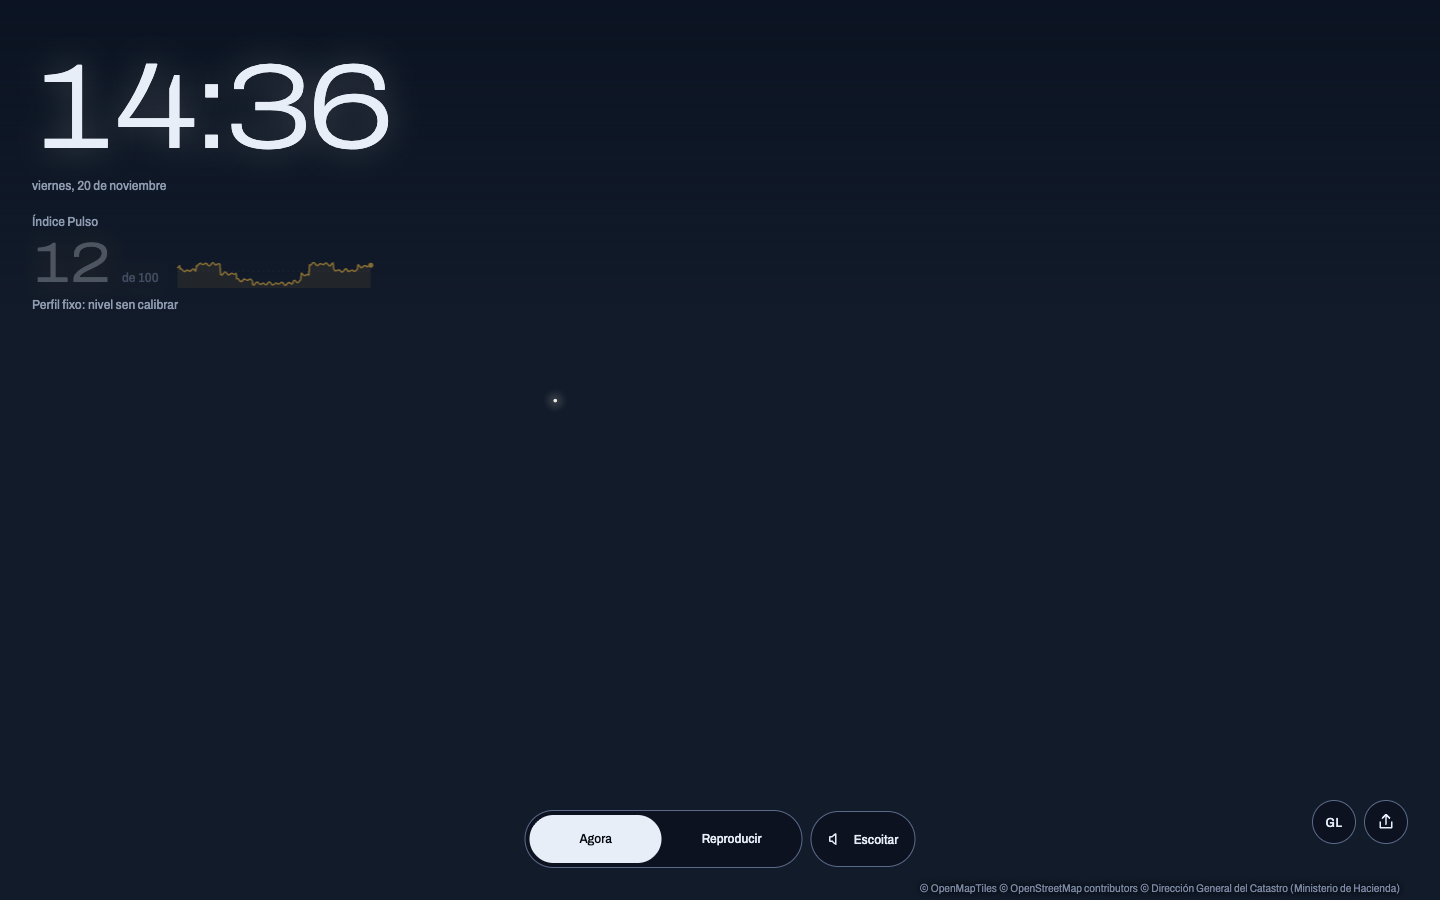 14:36
viernes, 20 de noviembre
Índice Pulso
12 de 100
Perfil fixo: nivel sen calibrar
Agora
Reproducir
Escoitar
GL
© OpenMapTiles © OpenStreetMap contributors © Dirección General del Catastro (Ministerio de Hacienda)